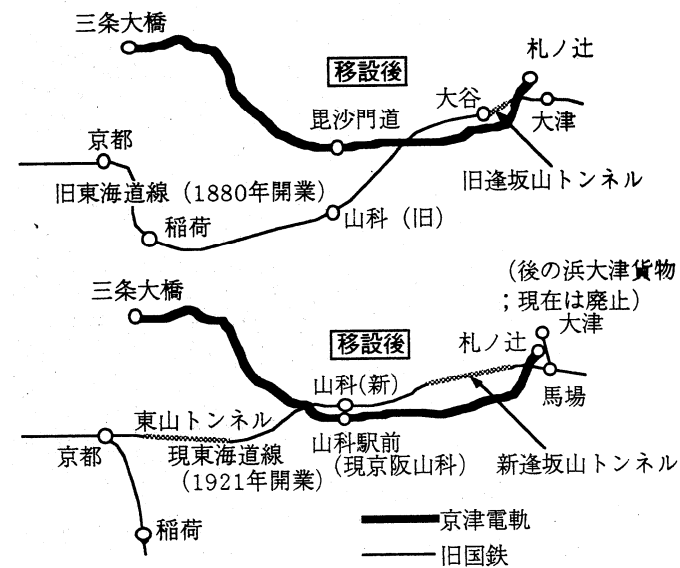 三条大橋
札ノ辻
移設後
大谷
毘沙門道
大津
京都
旧逢坂山トンネル
旧東海道線（1880年開業）
稲荷
山科（旧）
（後の浜大津貨物
；現在は廃止）
三条大橋
大津
移設後
札ノ辻
山科(新)
馬場
東山トンネル
京都
現東海道線
（1921年開業）
山科駅前
（現京阪山科）
新逢坂山トンネル
稲荷
京津電軌
旧国鉄